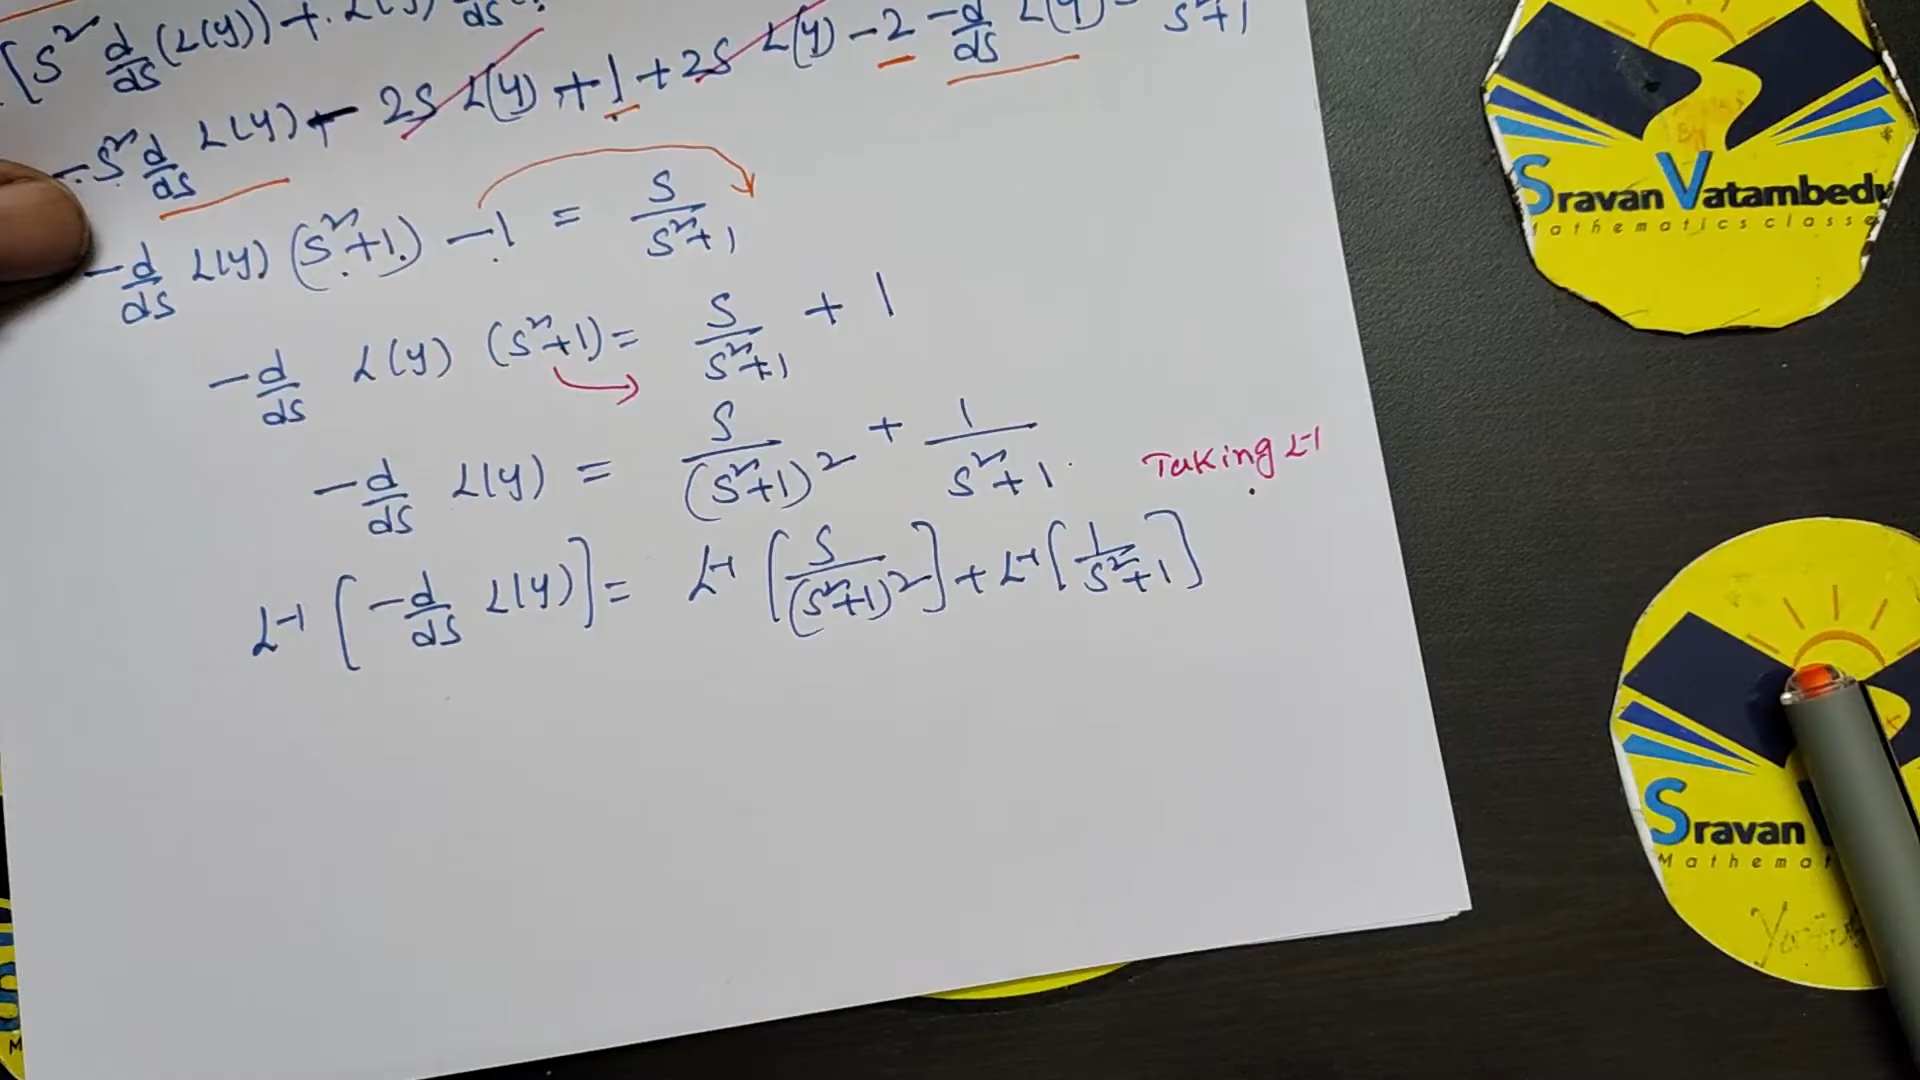 [S² d/ds (L(y)) +
-S² d/ds L(y) - 2S L(y) + 1 + 2S L(y) - 2 -d/ds L(y)
S²+1
-d/ds L(y) (S²+1) - 1 = S/(S²+1)
-d/ds L(y) (S²+1) = S/(S²+1) + 1
-d/ds L(y) = S/(S²+1)² + 1/(S²+1)
Taking L⁻¹
L⁻¹ [-d/ds L(y)] = L⁻¹ [S/(S²+1)²] + L⁻¹ [1/(S²+1)]
Sravan Vatambedu
Mathematics classe
Sravan V
Mathemat